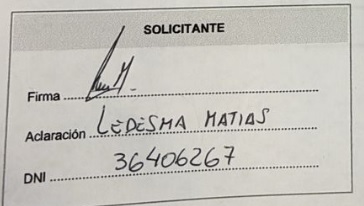 SOLICITANTE
Firma
Aclaración LEDESMA MATIAS
DNI 36406267